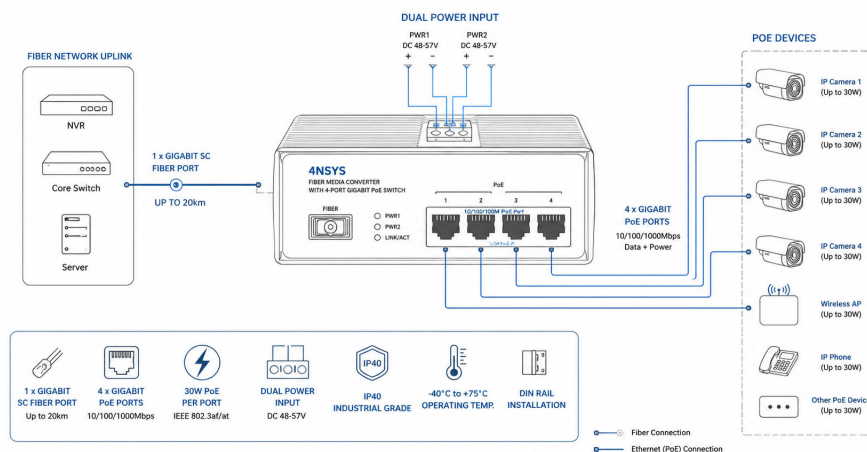 DUAL POWER INPUT
PWR1
DC 48-57V
PWR2
DC 48-57V
+
−
+
−
FIBER NETWORK UPLINK
NVR
Core Switch
Server
1 x GIGABIT SC
FIBER PORT
UP TO 20km
4NSYS
FIBER MEDIA CONVERTER
WITH 4-PORT GIGABIT PoE SWITCH
FIBER
PWR1
PWR2
LINK/ACT
PoE
1
2
3
4
4 x GIGABIT
PoE PORTS
10/100/1000Mbps
Data + Power
POE DEVICES
IP Camera 1
(Up to 30W)
IP Camera 2
(Up to 30W)
IP Camera 3
(Up to 30W)
IP Camera 4
(Up to 30W)
Wireless AP
(Up to 30W)
IP Phone
(Up to 30W)
Other PoE Device
(Up to 30W)
1 x GIGABIT
SC FIBER PORT
Up to 20km
4 x GIGABIT
PoE PORTS
10/100/1000Mbps
30W PoE
PER PORT
IEEE 802.3af/at
DUAL POWER
INPUT
DC 48-57V
IP40
IP40
INDUSTRIAL GRADE
-40°C to +75°C
OPERATING TEMP.
DIN RAIL
INSTALLATION
Fiber Connection
Ethernet (PoE) Connection